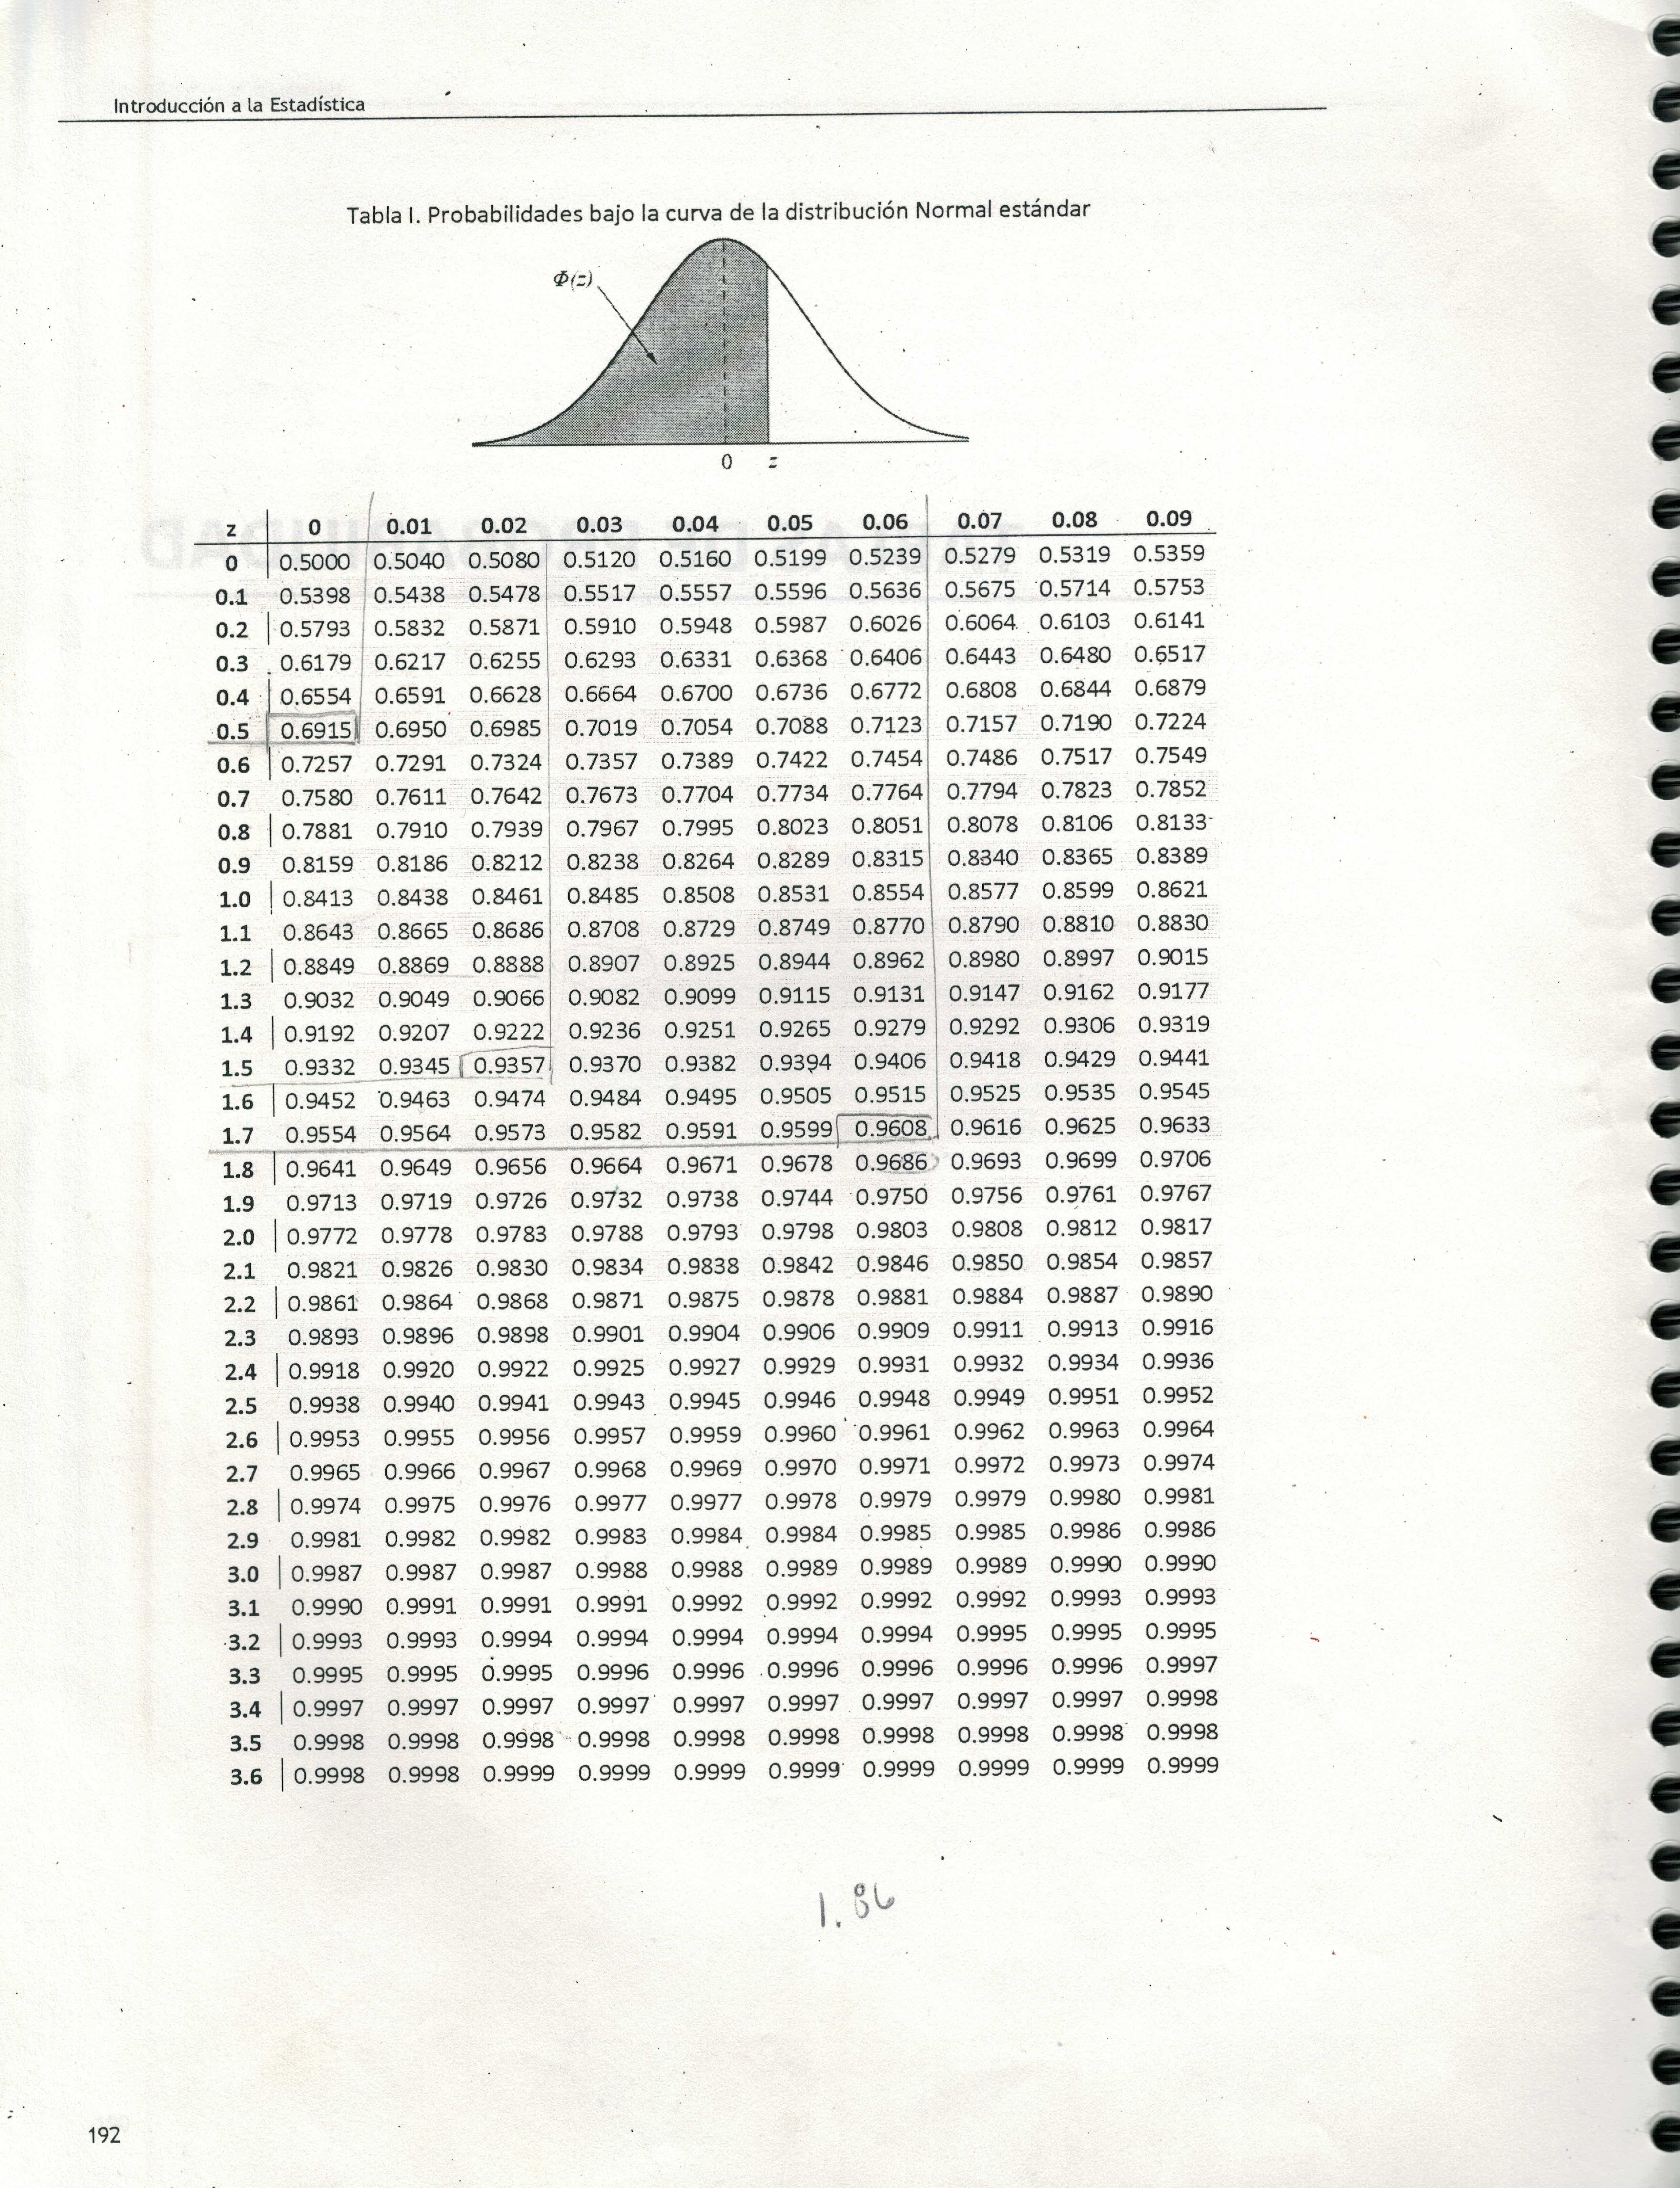 Introducción a la Estadística
Tabla I. Probabilidades bajo la curva de la distribución Normal estándar
Φ(z)
0 z
z 0 0.01 0.02 0.03 0.04 0.05 0.06 0.07 0.08 0.09
0 0.5000 0.5040 0.5080 0.5120 0.5160 0.5199 0.5239 0.5279 0.5319 0.5359
0.1 0.5398 0.5438 0.5478 0.5517 0.5557 0.5596 0.5636 0.5675 0.5714 0.5753
0.2 0.5793 0.5832 0.5871 0.5910 0.5948 0.5987 0.6026 0.6064 0.6103 0.6141
0.3 0.6179 0.6217 0.6255 0.6293 0.6331 0.6368 0.6406 0.6443 0.6480 0.6517
0.4 0.6554 0.6591 0.6628 0.6664 0.6700 0.6736 0.6772 0.6808 0.6844 0.6879
0.5 0.6915 0.6950 0.6985 0.7019 0.7054 0.7088 0.7123 0.7157 0.7190 0.7224
0.6 0.7257 0.7291 0.7324 0.7357 0.7389 0.7422 0.7454 0.7486 0.7517 0.7549
0.7 0.7580 0.7611 0.7642 0.7673 0.7704 0.7734 0.7764 0.7794 0.7823 0.7852
0.8 0.7881 0.7910 0.7939 0.7967 0.7995 0.8023 0.8051 0.8078 0.8106 0.8133
0.9 0.8159 0.8186 0.8212 0.8238 0.8264 0.8289 0.8315 0.8340 0.8365 0.8389
1.0 0.8413 0.8438 0.8461 0.8485 0.8508 0.8531 0.8554 0.8577 0.8599 0.8621
1.1 0.8643 0.8665 0.8686 0.8708 0.8729 0.8749 0.8770 0.8790 0.8810 0.8830
1.2 0.8849 0.8869 0.8888 0.8907 0.8925 0.8944 0.8962 0.8980 0.8997 0.9015
1.3 0.9032 0.9049 0.9066 0.9082 0.9099 0.9115 0.9131 0.9147 0.9162 0.9177
1.4 0.9192 0.9207 0.9222 0.9236 0.9251 0.9265 0.9279 0.9292 0.9306 0.9319
1.5 0.9332 0.9345 0.9357 0.9370 0.9382 0.9394 0.9406 0.9418 0.9429 0.9441
1.6 0.9452 0.9463 0.9474 0.9484 0.9495 0.9505 0.9515 0.9525 0.9535 0.9545
1.7 0.9554 0.9564 0.9573 0.9582 0.9591 0.9599 0.9608 0.9616 0.9625 0.9633
1.8 0.9641 0.9649 0.9656 0.9664 0.9671 0.9678 0.9686 0.9693 0.9699 0.9706
1.9 0.9713 0.9719 0.9726 0.9732 0.9738 0.9744 0.9750 0.9756 0.9761 0.9767
2.0 0.9772 0.9778 0.9783 0.9788 0.9793 0.9798 0.9803 0.9808 0.9812 0.9817
2.1 0.9821 0.9826 0.9830 0.9834 0.9838 0.9842 0.9846 0.9850 0.9854 0.9857
2.2 0.9861 0.9864 0.9868 0.9871 0.9875 0.9878 0.9881 0.9884 0.9887 0.9890
2.3 0.9893 0.9896 0.9898 0.9901 0.9904 0.9906 0.9909 0.9911 0.9913 0.9916
2.4 0.9918 0.9920 0.9922 0.9925 0.9927 0.9929 0.9931 0.9932 0.9934 0.9936
2.5 0.9938 0.9940 0.9941 0.9943 0.9945 0.9946 0.9948 0.9949 0.9951 0.9952
2.6 0.9953 0.9955 0.9956 0.9957 0.9959 0.9960 0.9961 0.9962 0.9963 0.9964
2.7 0.9965 0.9966 0.9967 0.9968 0.9969 0.9970 0.9971 0.9972 0.9973 0.9974
2.8 0.9974 0.9975 0.9976 0.9977 0.9977 0.9978 0.9979 0.9979 0.9980 0.9981
2.9 0.9981 0.9982 0.9982 0.9983 0.9984 0.9984 0.9985 0.9985 0.9986 0.9986
3.0 0.9987 0.9987 0.9987 0.9988 0.9988 0.9989 0.9989 0.9989 0.9990 0.9990
3.1 0.9990 0.9991 0.9991 0.9991 0.9992 0.9992 0.9992 0.9992 0.9993 0.9993
3.2 0.9993 0.9993 0.9994 0.9994 0.9994 0.9994 0.9994 0.9995 0.9995 0.9995
3.3 0.9995 0.9995 0.9995 0.9996 0.9996 0.9996 0.9996 0.9996 0.9996 0.9997
3.4 0.9997 0.9997 0.9997 0.9997 0.9997 0.9997 0.9997 0.9997 0.9997 0.9998
3.5 0.9998 0.9998 0.9998 0.9998 0.9998 0.9998 0.9998 0.9998 0.9998 0.9998
3.6 0.9998 0.9998 0.9999 0.9999 0.9999 0.9999 0.9999 0.9999 0.9999 0.9999
1.86
192